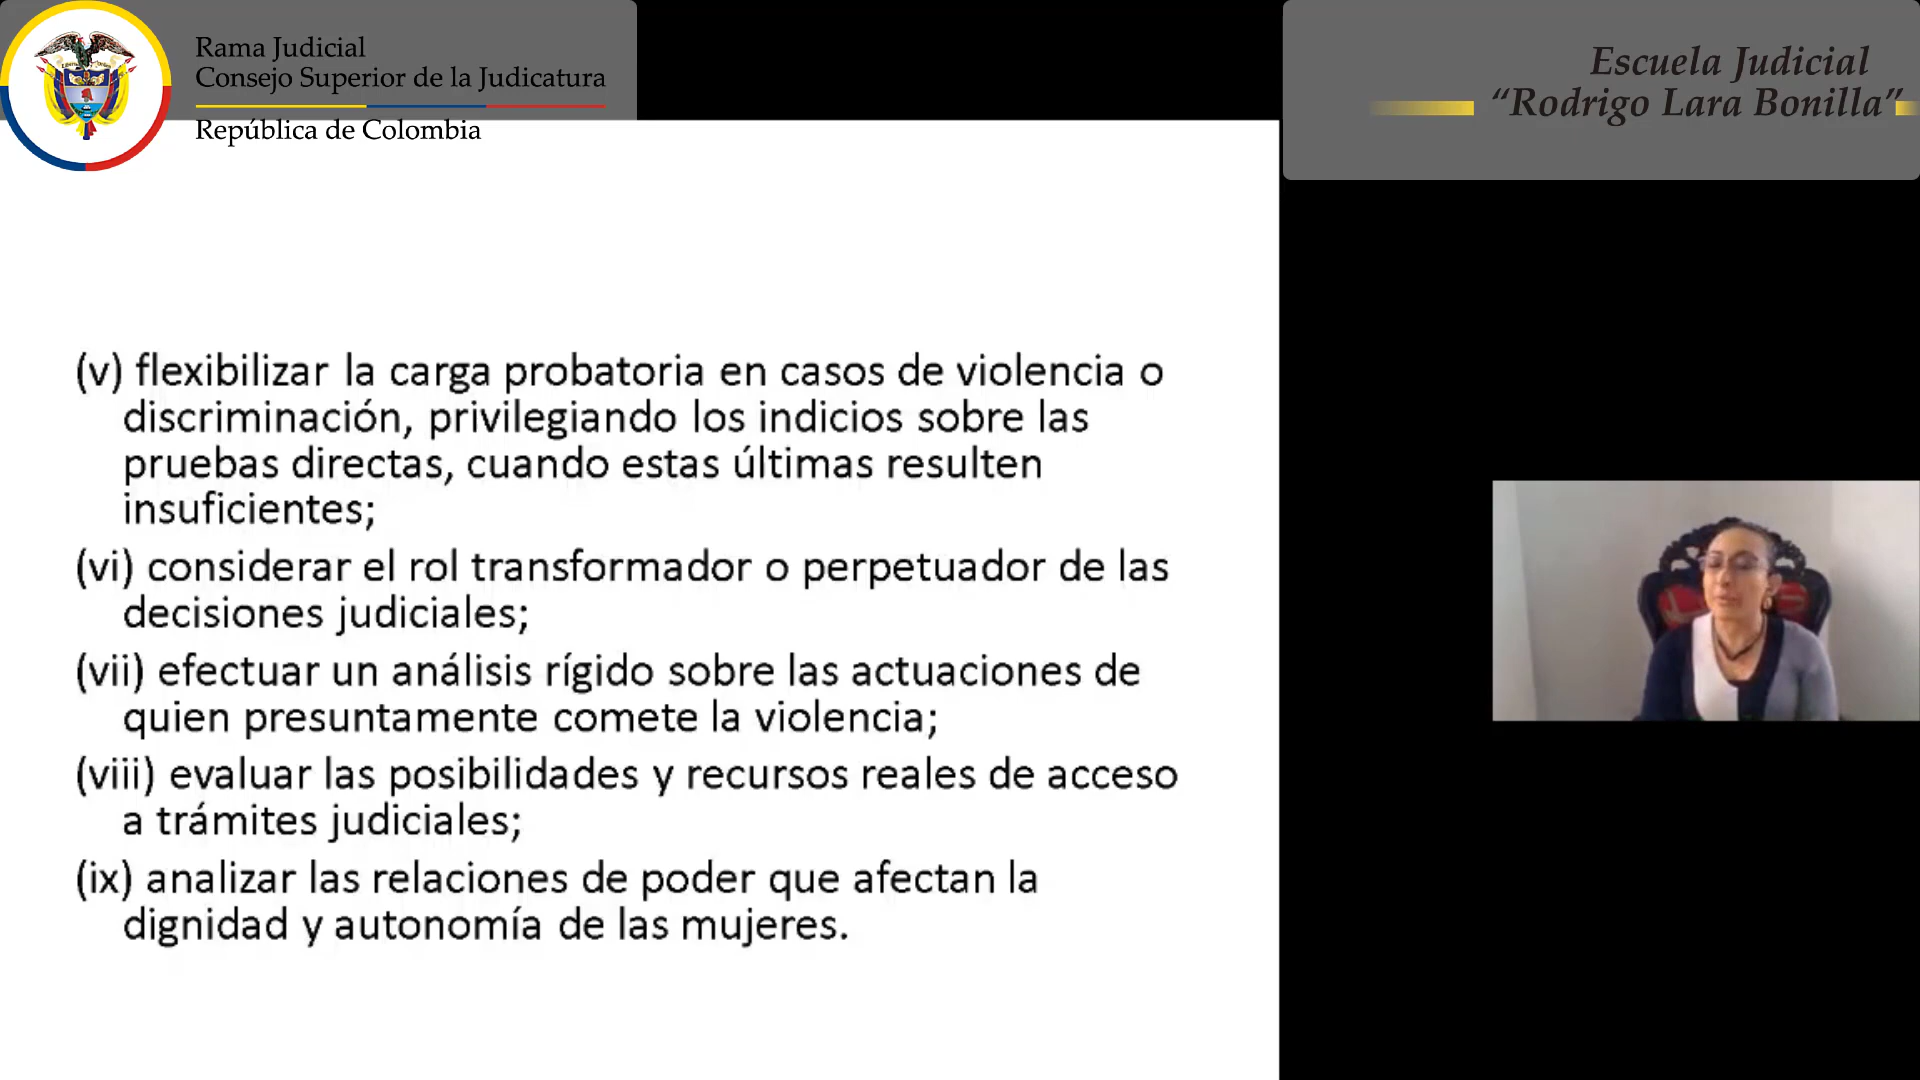 Rama Judicial
Consejo Superior de la Judicatura
República de Colombia
Escuela Judicial
“Rodrigo Lara Bonilla”
(v) flexibilizar la carga probatoria en casos de violencia o
discriminación, privilegiando los indicios sobre las
pruebas directas, cuando estas últimas resulten
insuficientes;
(vi) considerar el rol transformador o perpetuador de las
decisiones judiciales;
(vii) efectuar un análisis rígido sobre las actuaciones de
quien presuntamente comete la violencia;
(viii) evaluar las posibilidades y recursos reales de acceso
a trámites judiciales;
(ix) analizar las relaciones de poder que afectan la
dignidad y autonomía de las mujeres.